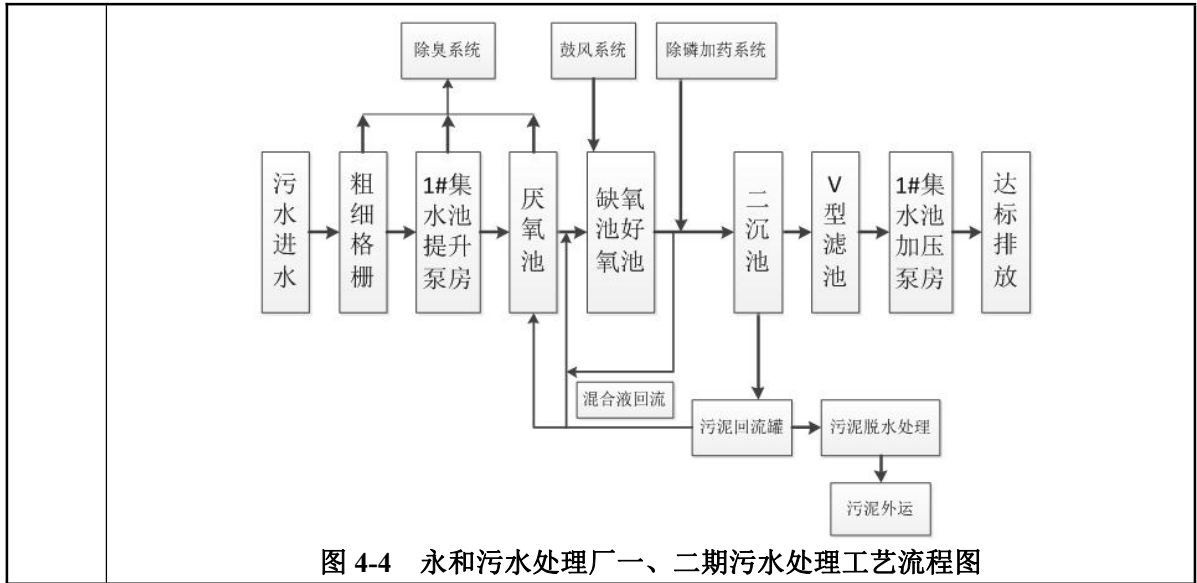 除臭系统
鼓风系统
除磷加药系统
污
水
进
水
粗
细
格
栅
1#集
水池
提升
泵房
厌
氧
池
缺氧
池好
氧池
二
沉
池
V
型
滤
池
1#集
水池
加压
泵房
达
标
排
放
混合液回流
污泥回流罐
污泥脱水处理
污泥外运
图 4-4 永和污水处理厂一、二期污水处理工艺流程图